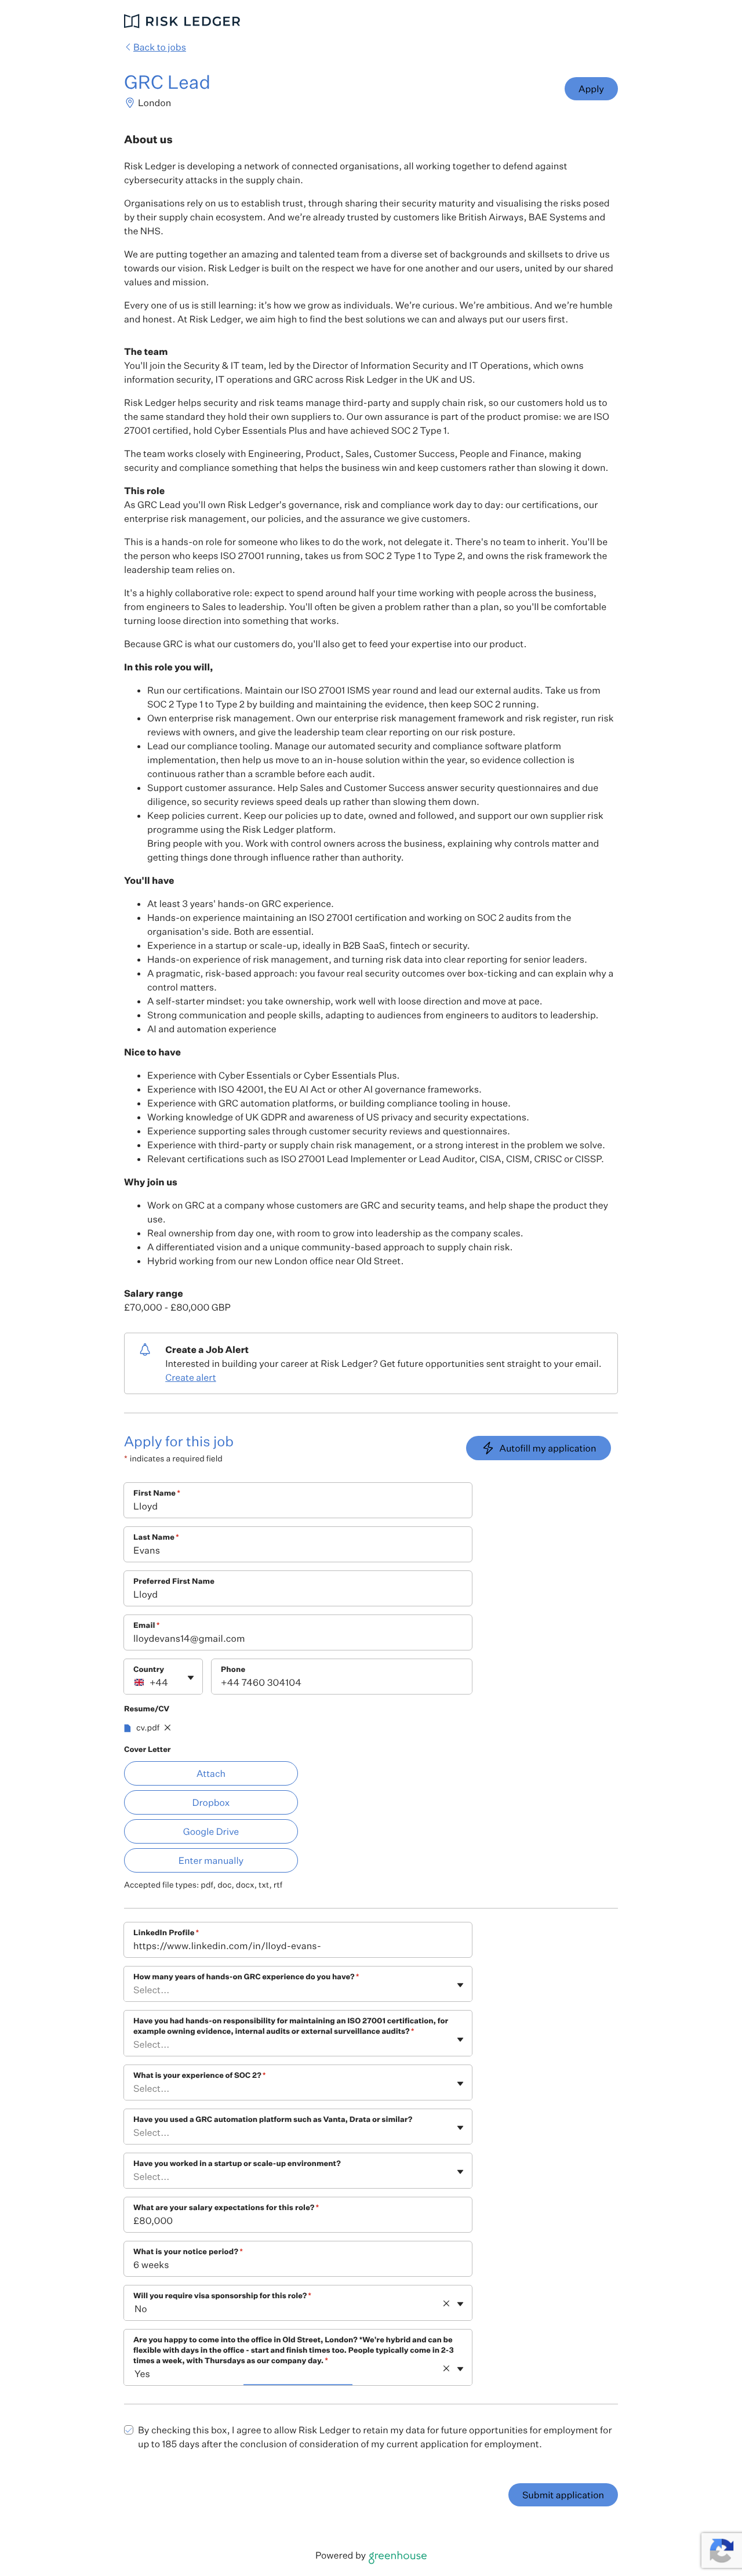 RISK LEDGER
Back to jobs
GRC Lead
Apply
London
About us
Risk Ledger is developing a network of connected organisations, all working together to defend against
cybersecurity attacks in the supply chain.
Organisations rely on us to establish trust, through sharing their security maturity and visualising the risks posed
by their supply chain ecosystem. And we're already trusted by customers like British Airways, BAE Systems and
the NHS.
We are putting together an amazing and talented team from a diverse set of backgrounds and skillsets to drive us
towards our vision. Risk Ledger is built on the respect we have for one another and our users, united by our shared
values and mission.
Every one of us is still learning: it's how we grow as individuals. We're curious. We're ambitious. And we're humble
and honest. At Risk Ledger, we aim high to find the best solutions we can and always put our users first.
The team
You'll join the Security & IT team, led by the Director of Information Security and IT Operations, which owns
information security, IT operations and GRC across Risk Ledger in the UK and US.
Risk Ledger helps security and risk teams manage third-party and supply chain risk, so our customers hold us to
the same standard they hold their own suppliers to. Our own assurance is part of the product promise: we are ISO
27001 certified, hold Cyber Essentials Plus and have achieved SOC 2 Type 1.
The team works closely with Engineering, Product, Sales, Customer Success, People and Finance, making
security and compliance something that helps the business win and keep customers rather than slowing it down.
This role
As GRC Lead you'll own Risk Ledger's governance, risk and compliance work day to day: our certifications, our
enterprise risk management, our policies, and the assurance we give customers.
This is a hands-on role for someone who likes to do the work, not delegate it. There's no team to inherit. You'll be
the person who keeps ISO 27001 running, takes us from SOC 2 Type 1 to Type 2, and owns the risk framework the
leadership team relies on.
It's a highly collaborative role: expect to spend around half your time working with people across the business,
from engineers to Sales to leadership. You'll often be given a problem rather than a plan, so you'll be comfortable
turning loose direction into something that works.
Because GRC is what our customers do, you'll also get to feed your expertise into our product.
In this role you will,
• Run our certifications. Maintain our ISO 27001 ISMS year round and lead our external audits. Take us from
SOC 2 Type 1 to Type 2 by building and maintaining the evidence, then keep SOC 2 running.
• Own enterprise risk management. Own our enterprise risk management framework and risk register, run risk
reviews with owners, and give the leadership team clear reporting on our risk posture.
• Lead our compliance tooling. Manage our automated security and compliance software platform
implementation, then help us move to an in-house solution within the year, so evidence collection is
continuous rather than a scramble before each audit.
• Support customer assurance. Help Sales and Customer Success answer security questionnaires and due
diligence, so security reviews speed deals up rather than slowing them down.
• Keep policies current. Keep our policies up to date, owned and followed, and support our own supplier risk
programme using the Risk Ledger platform.
Bring people with you. Work with control owners across the business, explaining why controls matter and
getting things done through influence rather than authority.
You'll have
• At least 3 years' hands-on GRC experience.
• Hands-on experience maintaining an ISO 27001 certification and working on SOC 2 audits from the
organisation's side. Both are essential.
• Experience in a startup or scale-up, ideally in B2B SaaS, fintech or security.
• Hands-on experience of risk management, and turning risk data into clear reporting for senior leaders.
• A pragmatic, risk-based approach: you favour real security outcomes over box-ticking and can explain why a
control matters.
• A self-starter mindset: you take ownership, work well with loose direction and move at pace.
• Strong communication and people skills, adapting to audiences from engineers to auditors to leadership.
• AI and automation experience
Nice to have
• Experience with Cyber Essentials or Cyber Essentials Plus.
• Experience with ISO 42001, the EU AI Act or other AI governance frameworks.
• Experience with GRC automation platforms, or building compliance tooling in house.
• Working knowledge of UK GDPR and awareness of US privacy and security expectations.
• Experience supporting sales through customer security reviews and questionnaires.
• Experience with third-party or supply chain risk management, or a strong interest in the problem we solve.
• Relevant certifications such as ISO 27001 Lead Implementer or Lead Auditor, CISA, CISM, CRISC or CISSP.
Why join us
• Work on GRC at a company whose customers are GRC and security teams, and help shape the product they
use.
• Real ownership from day one, with room to grow into leadership as the company scales.
• A differentiated vision and a unique community-based approach to supply chain risk.
• Hybrid working from our new London office near Old Street.
Salary range
£70,000 - £80,000 GBP
Create a Job Alert
Interested in building your career at Risk Ledger? Get future opportunities sent straight to your email.
Create alert
Apply for this job
Autofill my application
* indicates a required field
First Name*
Lloyd
Last Name*
Evans
Preferred First Name
Lloyd
Email*
lloydevans14@gmail.com
Country
+44
Phone
+44 7460 304104
Resume/CV
cv.pdf
Cover Letter
Attach
Dropbox
Google Drive
Enter manually
Accepted file types: pdf, doc, docx, txt, rtf
LinkedIn Profile*
https://www.linkedin.com/in/lloyd-evans-
How many years of hands-on GRC experience do you have?*
Select...
Have you had hands-on responsibility for maintaining an ISO 27001 certification, for
example owning evidence, internal audits or external surveillance audits?*
Select...
What is your experience of SOC 2?*
Select...
Have you used a GRC automation platform such as Vanta, Drata or similar?
Select...
Have you worked in a startup or scale-up environment?
Select...
What are your salary expectations for this role?*
£80,000
What is your notice period?*
6 weeks
Will you require visa sponsorship for this role?*
No
Are you happy to come into the office in Old Street, London? *We're hybrid and can be
flexible with days in the office - start and finish times too. People typically come in 2-3
times a week, with Thursdays as our company day.*
Yes
By checking this box, I agree to allow Risk Ledger to retain my data for future opportunities for employment for
up to 185 days after the conclusion of consideration of my current application for employment.
Submit application
Powered by greenhouse